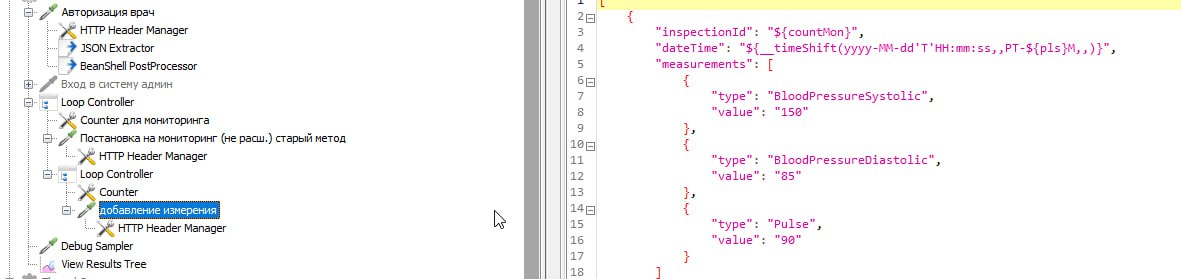 Авторизация врач
HTTP Header Manager
JSON Extractor
BeanShell PostProcessor
Вход в систему админ
Loop Controller
Counter для мониторинга
Постановка на мониторинг (не расш.) старый метод
HTTP Header Manager
Loop Controller
Counter
добавление измерения
HTTP Header Manager
Debug Sampler
View Results Tree
1 [
2 {
3 "inspectionId": "${countMon}",
4 "dateTime": "${__timeShift(yyyy-MM-dd'T'HH:mm:ss,,PT-${pls}M,,)}",
5 "measurements": [
6 {
7 "type": "BloodPressureSystolic",
8 "value": "150"
9 },
10 {
11 "type": "BloodPressureDiastolic",
12 "value": "85"
13 },
14 {
15 "type": "Pulse",
16 "value": "90"
17 }
18 ]